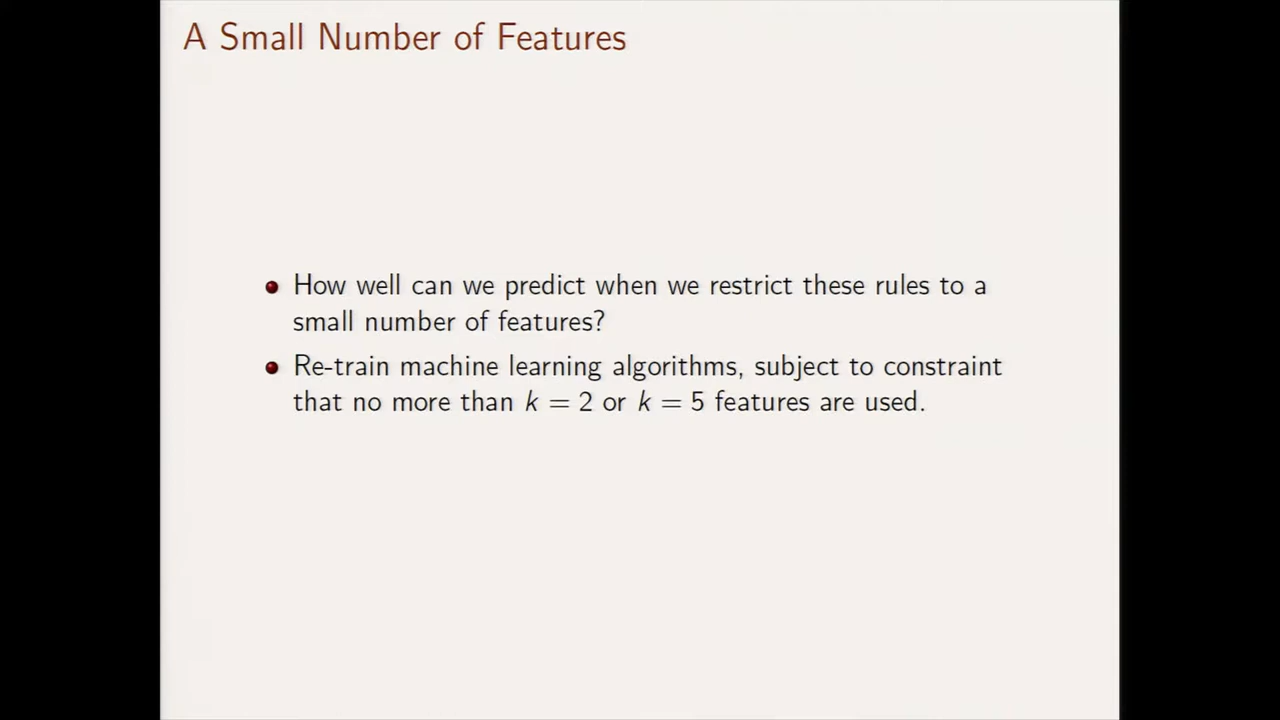 A Small Number of Features
How well can we predict when we restrict these rules to a
small number of features?
Re-train machine learning algorithms, subject to constraint
that no more than k = 2 or k = 5 features are used.